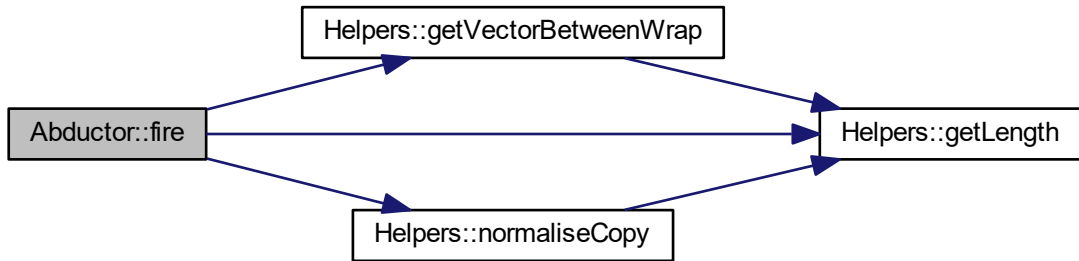 Helpers::getVectorBetweenWrap
Abductor::fire
Helpers::getLength
Helpers::normaliseCopy